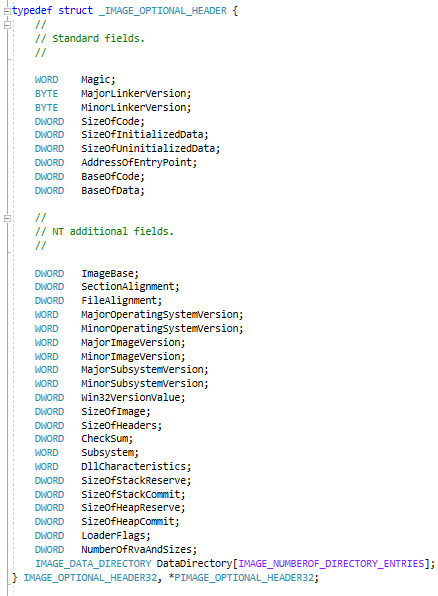 typedef struct _IMAGE_OPTIONAL_HEADER {
//
// Standard fields.
//
WORD Magic;
BYTE MajorLinkerVersion;
BYTE MinorLinkerVersion;
DWORD SizeOfCode;
DWORD SizeOfInitializedData;
DWORD SizeOfUninitializedData;
DWORD AddressOfEntryPoint;
DWORD BaseOfCode;
DWORD BaseOfData;
//
// NT additional fields.
//
DWORD ImageBase;
DWORD SectionAlignment;
DWORD FileAlignment;
WORD MajorOperatingSystemVersion;
WORD MinorOperatingSystemVersion;
WORD MajorImageVersion;
WORD MinorImageVersion;
WORD MajorSubsystemVersion;
WORD MinorSubsystemVersion;
DWORD Win32VersionValue;
DWORD SizeOfImage;
DWORD SizeOfHeaders;
DWORD CheckSum;
WORD Subsystem;
WORD DllCharacteristics;
DWORD SizeOfStackReserve;
DWORD SizeOfStackCommit;
DWORD SizeOfHeapReserve;
DWORD SizeOfHeapCommit;
DWORD LoaderFlags;
DWORD NumberOfRvaAndSizes;
IMAGE_DATA_DIRECTORY DataDirectory[IMAGE_NUMBEROF_DIRECTORY_ENTRIES];
} IMAGE_OPTIONAL_HEADER32, *PIMAGE_OPTIONAL_HEADER32;